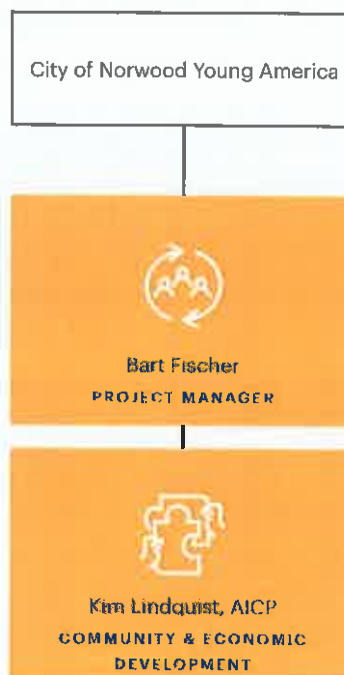 City of Norwood Young America
Bart Fischer
PROJECT MANAGER
Kim Lindquist, AICP
COMMUNITY & ECONOMIC
DEVELOPMENT